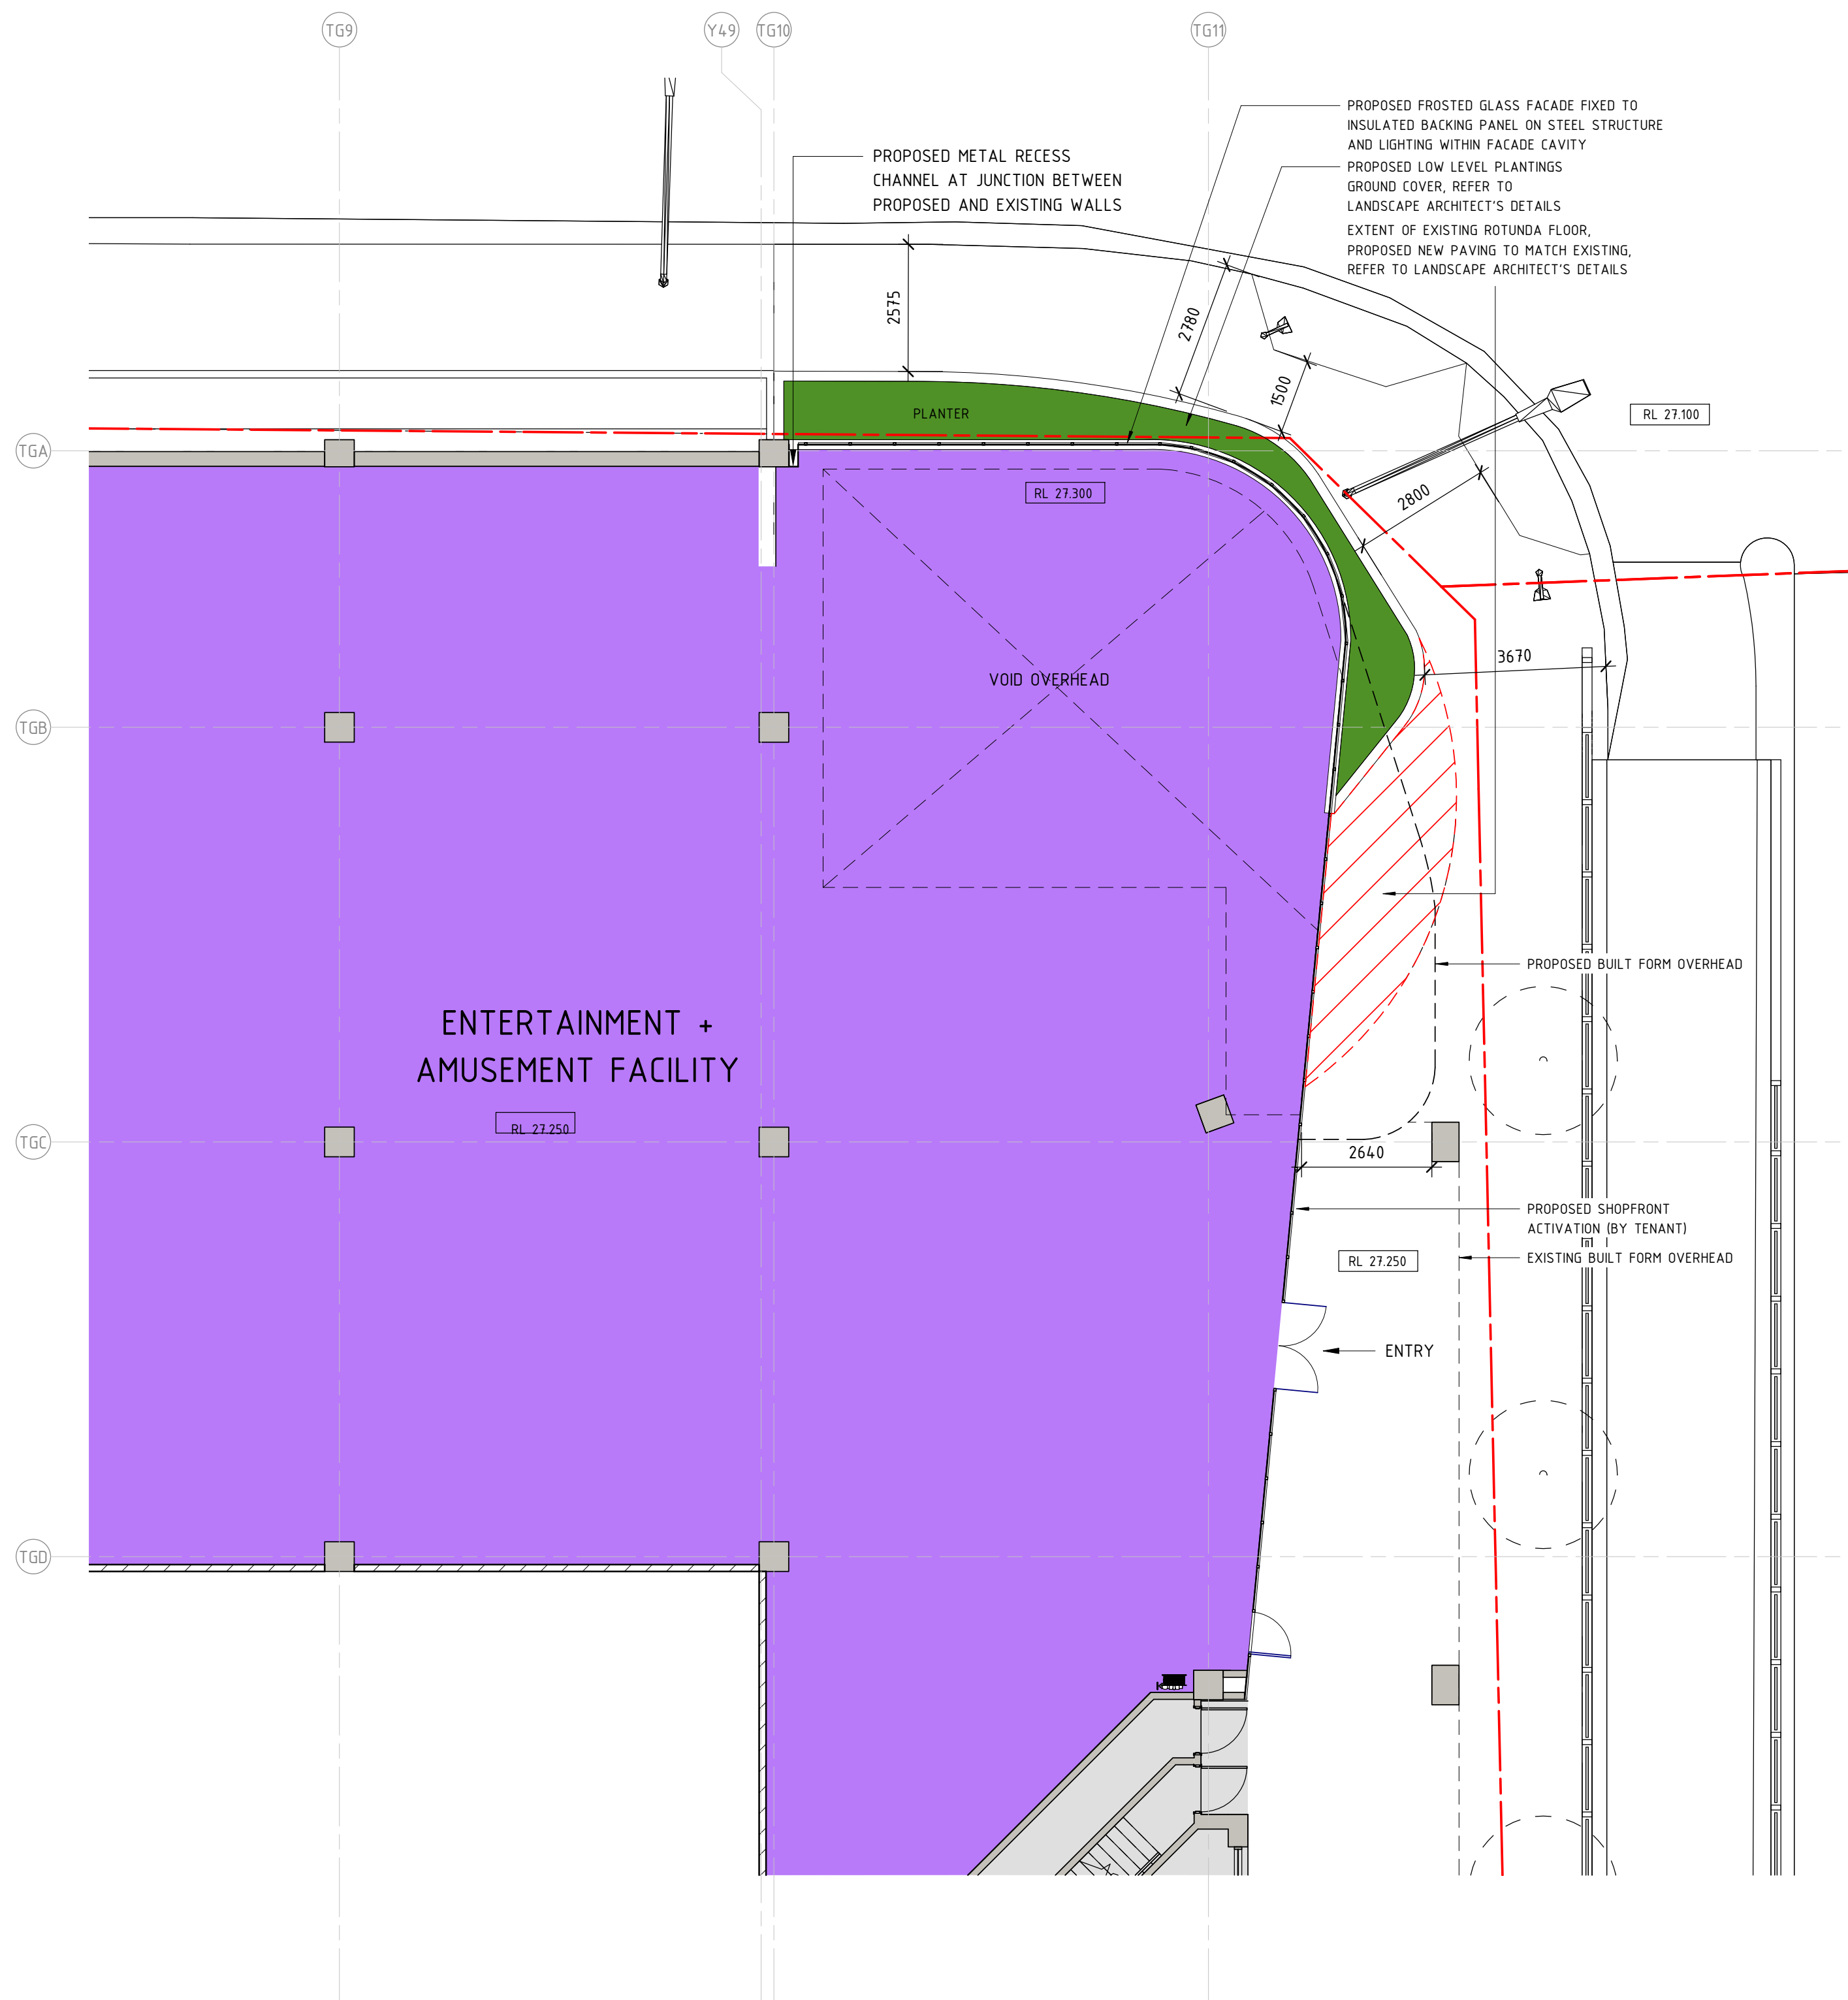 TG9
Y49
TG10
TG11
PROPOSED FROSTED GLASS FACADE FIXED TO
INSULATED BACKING PANEL ON STEEL STRUCTURE
AND LIGHTING WITHIN FACADE CAVITY
PROPOSED LOW LEVEL PLANTINGS
GROUND COVER, REFER TO
LANDSCAPE ARCHITECT'S DETAILS
EXTENT OF EXISTING ROTUNDA FLOOR,
PROPOSED NEW PAVING TO MATCH EXISTING,
REFER TO LANDSCAPE ARCHITECT'S DETAILS
PROPOSED METAL RECESS
CHANNEL AT JUNCTION BETWEEN
PROPOSED AND EXISTING WALLS
2575
2780
1500
PLANTER
RL 27.100
TGA
RL 27.300
2800
3670
VOID OVERHEAD
TGB
PROPOSED BUILT FORM OVERHEAD
ENTERTAINMENT +
AMUSEMENT FACILITY
RL 27.250
TGC
2640
PROPOSED SHOPFRONT
ACTIVATION (BY TENANT)
RL 27.250
EXISTING BUILT FORM OVERHEAD
ENTRY
TGD